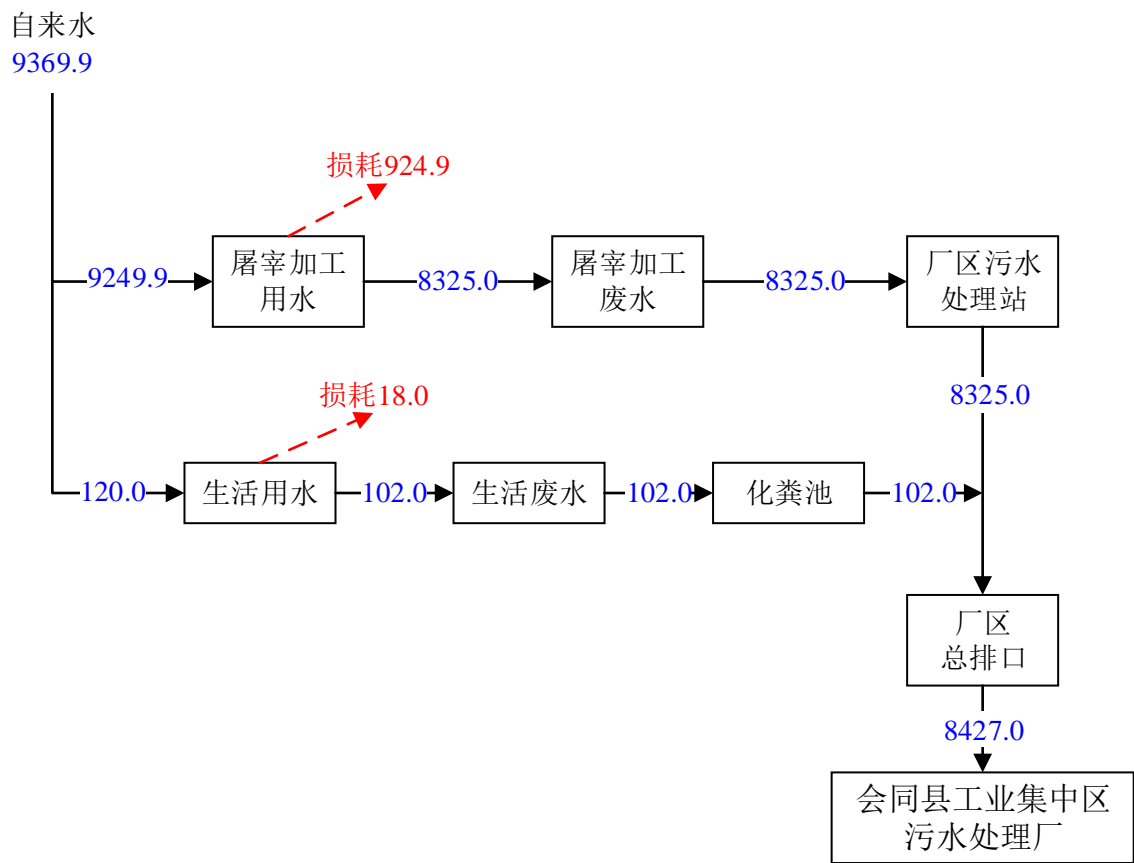 自来水
9369.9
损耗924.9
9249.9
屠宰加工
用水
8325.0
屠宰加工
废水
8325.0
厂区污水
处理站
8325.0
损耗18.0
120.0
生活用水
102.0
生活废水
102.0
化粪池
102.0
厂区
总排口
8427.0
会同县工业集中区
污水处理厂